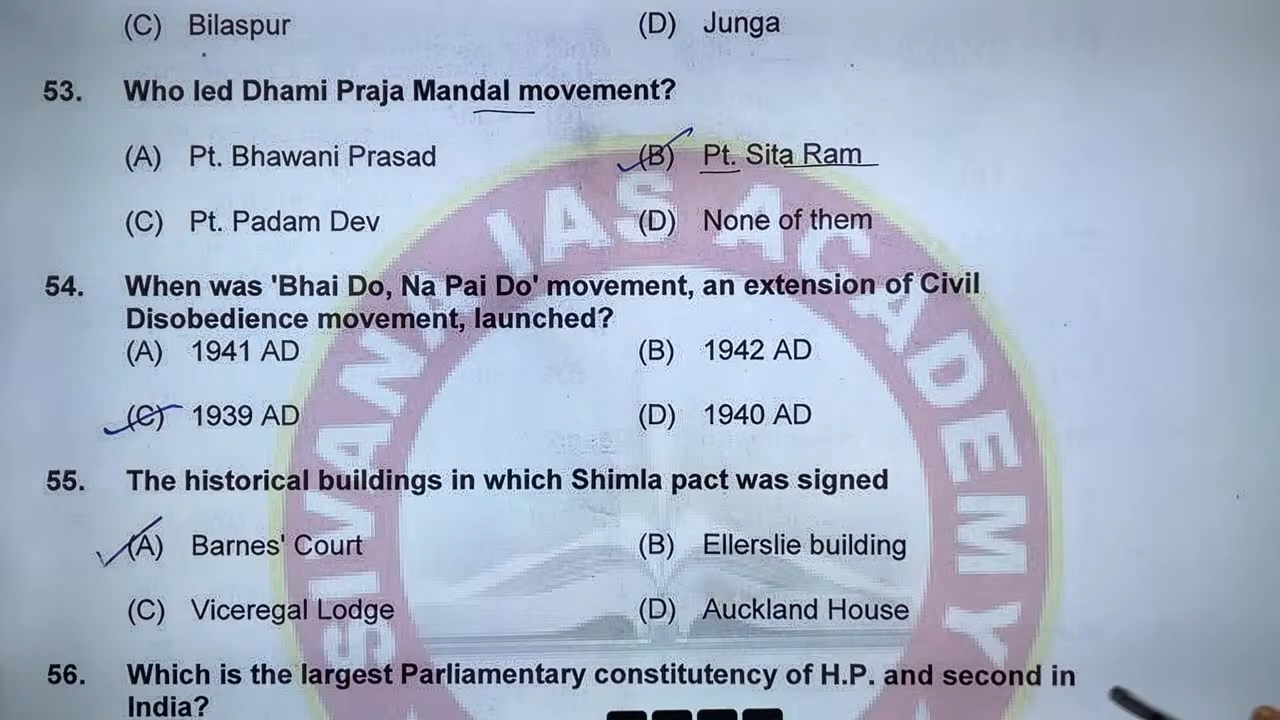 (C) Bilaspur (D) Junga
53. Who led Dhami Praja Mandal movement?
(A) Pt. Bhawani Prasad (B) Pt. Sita Ram
(C) Pt. Padam Dev (D) None of them
54. When was 'Bhai Do, Na Pai Do' movement, an extension of Civil
Disobedience movement, launched?
(A) 1941 AD (B) 1942 AD
(C) 1939 AD (D) 1940 AD
55. The historical buildings in which Shimla pact was signed
(A) Barnes' Court (B) Ellerslie building
(C) Viceregal Lodge (D) Auckland House
56. Which is the largest Parliamentary constitutency of H.P. and second in
India?
SIVANA IAS ACADEMY